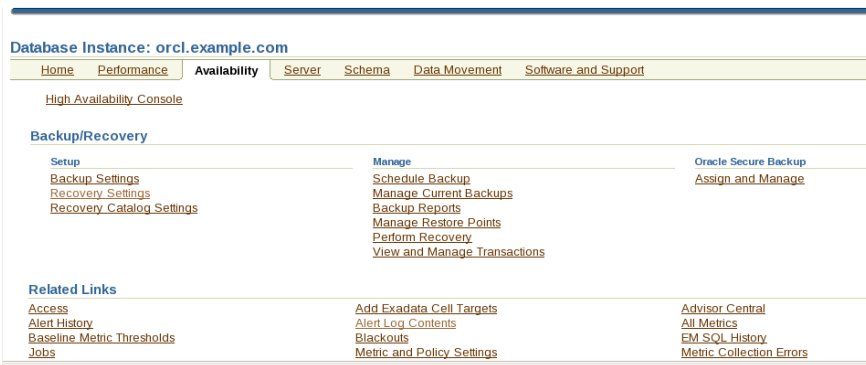 Database Instance: orcl.example.com
Home Performance Availability Server Schema Data Movement Software and Support
High Availability Console
Backup/Recovery
Setup
Backup Settings
Recovery Settings
Recovery Catalog Settings
Manage
Schedule Backup
Manage Current Backups
Backup Reports
Manage Restore Points
Perform Recovery
View and Manage Transactions
Oracle Secure Backup
Assign and Manage
Related Links
Access Add Exadata Cell Targets Advisor Central
Alert History Alert Log Contents All Metrics
Baseline Metric Thresholds Blackouts EM SQL History
Jobs Metric and Policy Settings Metric Collection Errors